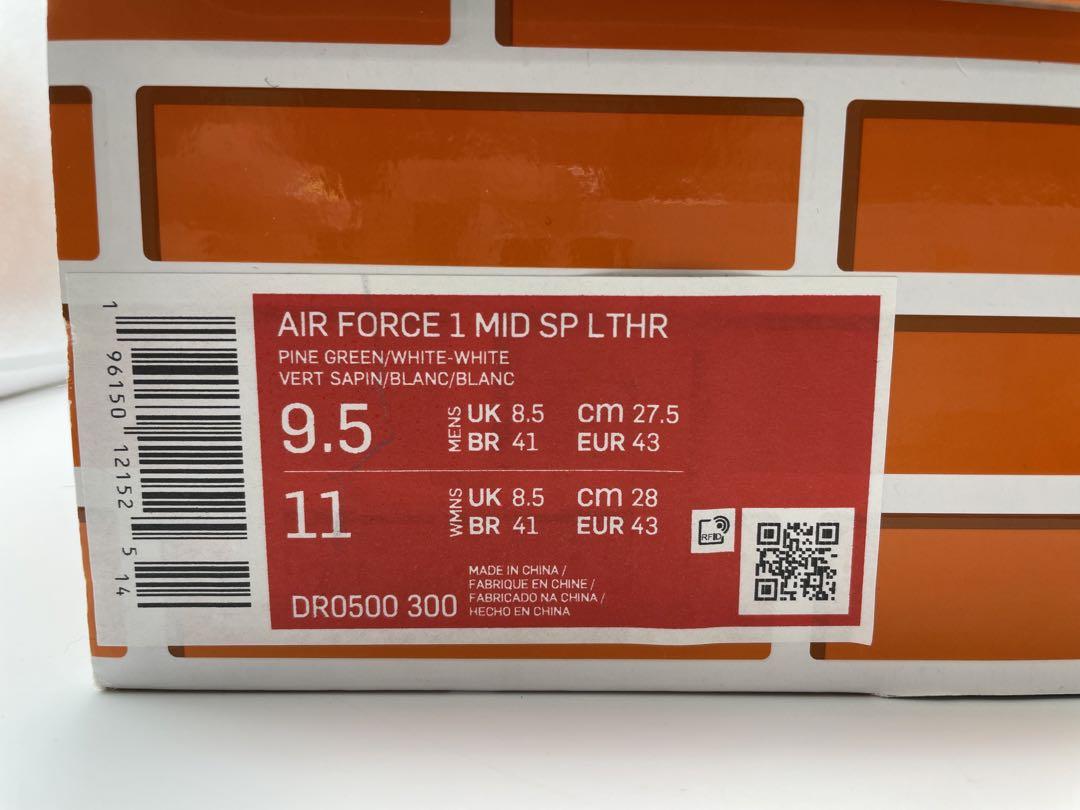 1 96150 12152 5 14
AIR FORCE 1 MID SP LTHR
PINE GREEN/WHITE-WHITE
VERT SAPIN/BLANC/BLANC
9.5
MENS
UK 8.5 cm 27.5
BR 41 EUR 43
11
WMNS
UK 8.5 cm 28
BR 41 EUR 43
RFID
DR0500 300
MADE IN CHINA /
FABRIQUE EN CHINE /
FABRICADO NA CHINA /
HECHO EN CHINA